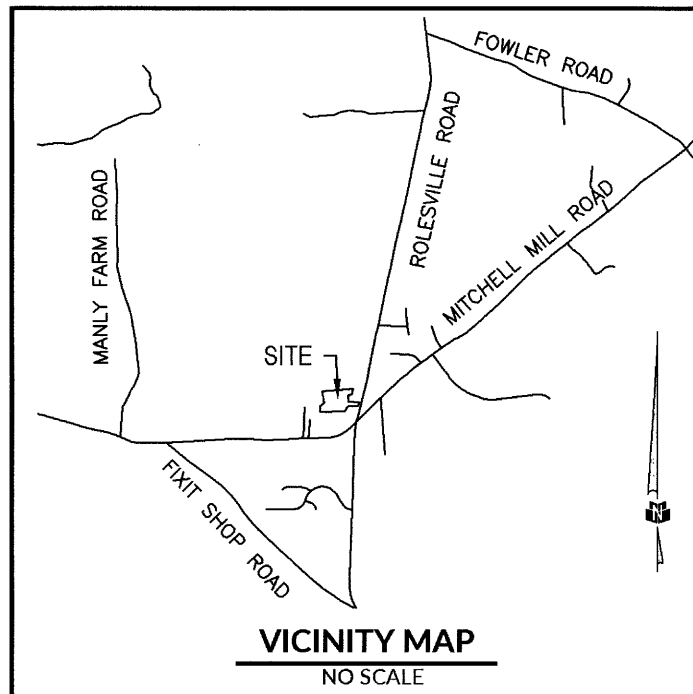 FOWLER ROAD
ROLESVILLE ROAD
MANLY FARM ROAD
MITCHELL MILL ROAD
SITE
FIXIT SHOP ROAD
N
VICINITY MAP
NO SCALE